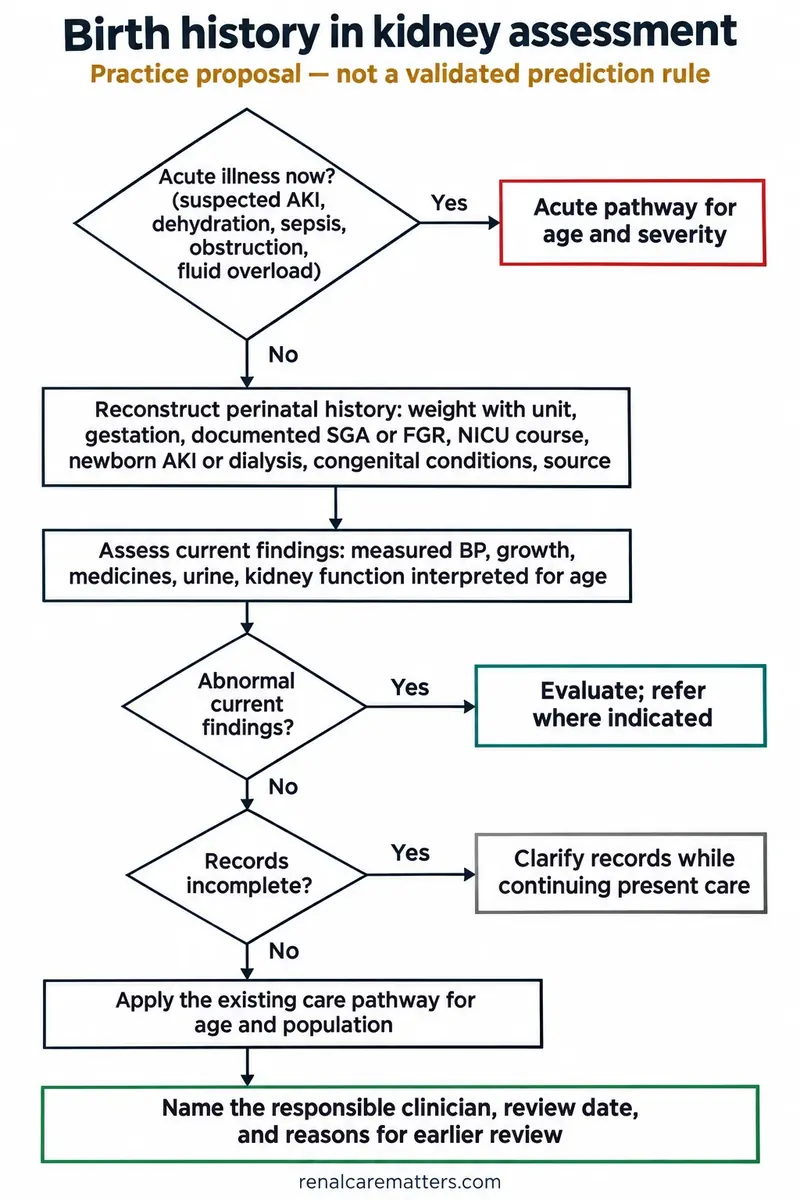 Birth history in kidney assessment
Practice proposal — not a validated prediction rule
Acute illness now?
(suspected AKI,
dehydration, sepsis,
obstruction,
fluid overload)
Yes
Acute pathway for
age and severity
No
Reconstruct perinatal history: weight with unit,
gestation, documented SGA or FGR, NICU course,
newborn AKI or dialysis, congenital conditions, source
Assess current findings: measured BP, growth,
medicines, urine, kidney function interpreted for age
Abnormal
current
findings?
Yes
Evaluate; refer
where indicated
No
Records
incomplete?
Yes
Clarify records while
continuing present care
No
Apply the existing care pathway for
age and population
Name the responsible clinician, review date,
and reasons for earlier review
renalcarematters.com